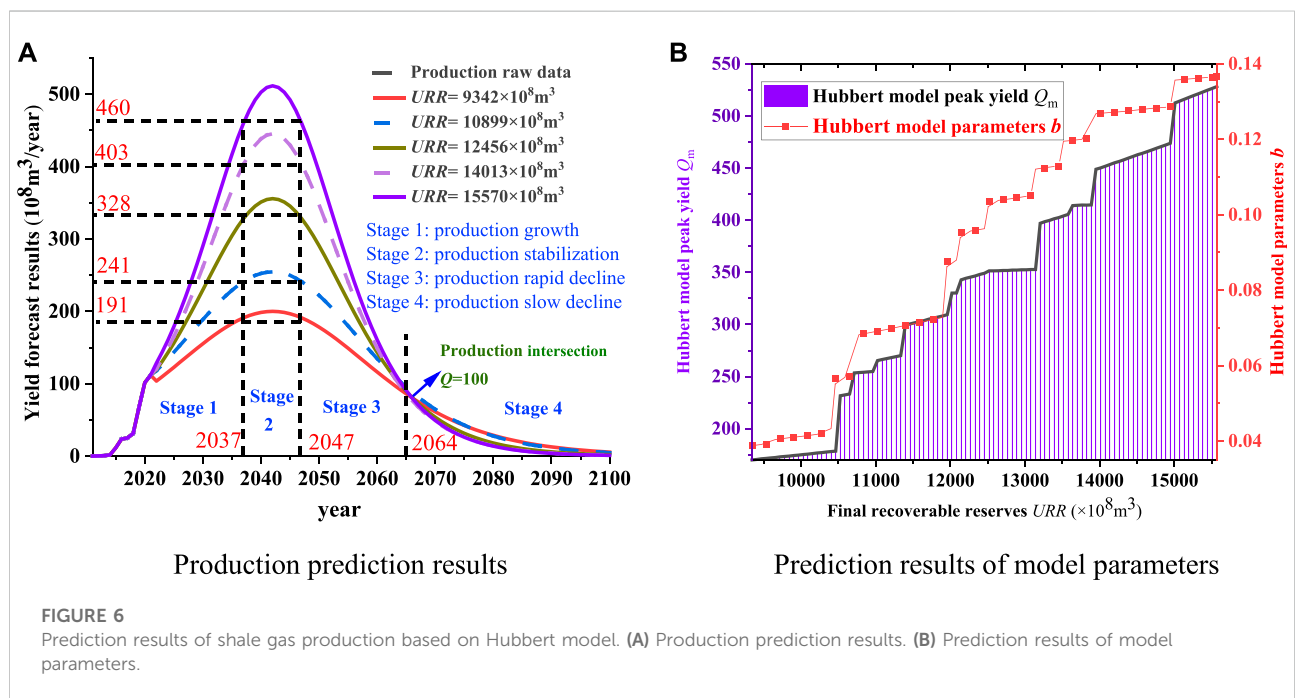 A
Yield forecast results (10⁸m³/year)
500
400
300
200
100
0
460
403
328
241
191
Production raw data
URR= 9342×10⁸m³
URR= 10899×10⁸m³
URR= 12456×10⁸m³
URR= 14013×10⁸m³
URR= 15570×10⁸m³
Stage 1: production growth
Stage 2: production stabilization
Stage 3: production rapid decline
Stage 4: production slow decline
Production intersection
Q=100
Stage 1
Stage
2
Stage 3
Stage 4
2037
2047
2064
2020 2030 2040 2050 2060 2070 2080 2090 2100
year
Production prediction results
B
Hubbert model peak yield Qm
550
500
450
400
350
300
250
200
Hubbert model peak yield Qm
Hubbert model parameters b
0.14
0.12
0.10
0.08
0.06
0.04
Hubbert model parameters b
10000 11000 12000 13000 14000 15000
Final recoverable reserves URR (×10⁸m³)
Prediction results of model parameters
FIGURE 6
Prediction results of shale gas production based on Hubbert model. (A) Production prediction results. (B) Prediction results of model
parameters.